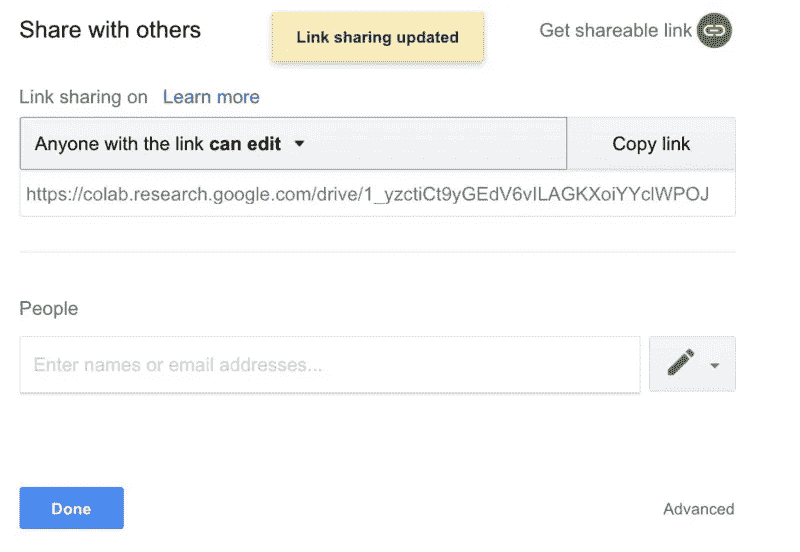 Share with others
Link sharing updated
Get shareable link
Link sharing on Learn more
Anyone with the link can edit
Copy link
https://colab.research.google.com/drive/1_yzctiCt9yGEdV6vILAGKXoiYYclWPOJ
People
Enter names or email addresses...
Done
Advanced